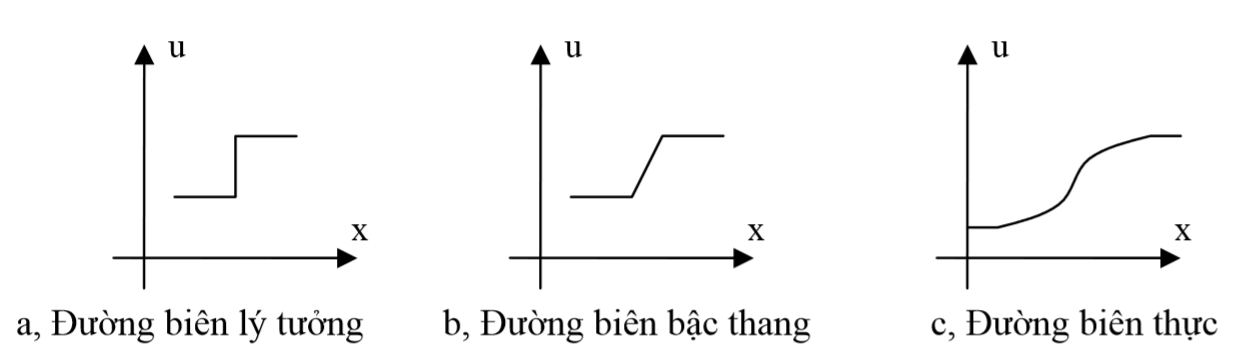 u u u
x x x
a, Đường biên lý tưởng b, Đường biên bậc thang c, Đường biên thực